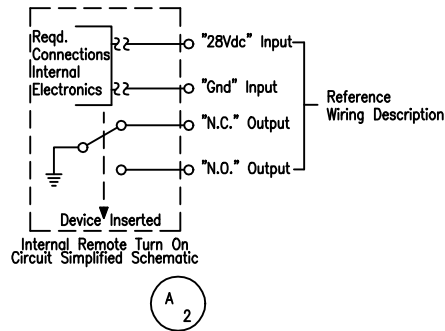 Reqd.
Connections
Internal
Electronics
"28Vdc" Input
"Gnd" Input
"N.C." Output
"N.O." Output
Reference
Wiring Description
Device Inserted
Internal Remote Turn On
Circuit Simplified Schematic
A
2